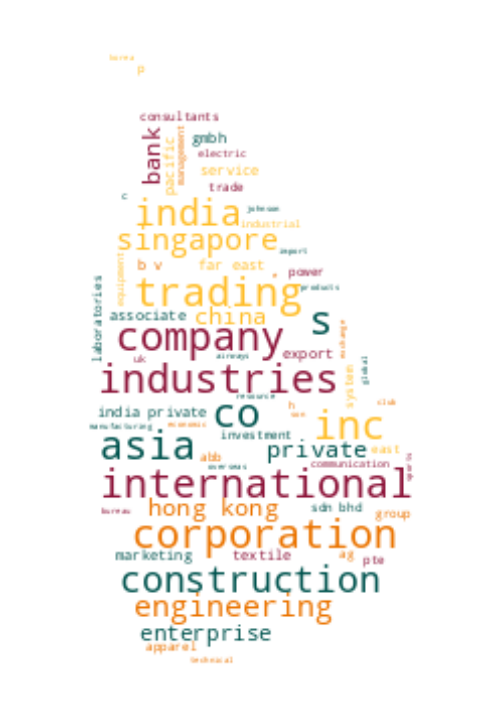 korea
p
consultants
bank
pacific
management
gmbh
electric
service
trade
c
india
johnson
industrial
singapore
import
equipment
b v
far east
power
laboratories
trading
products
associate
china
s
company
exchange
uk
airways
export
global
industries
system
resource
india private
co
h
club
manufacturing
economic
inc
asia
investment
private
east
abb
overseas
communication
sports
international
bureau
hong kong
sdn bhd
group
corporation
marketing
textile
ag
pte
construction
engineering
enterprise
apparel
technical